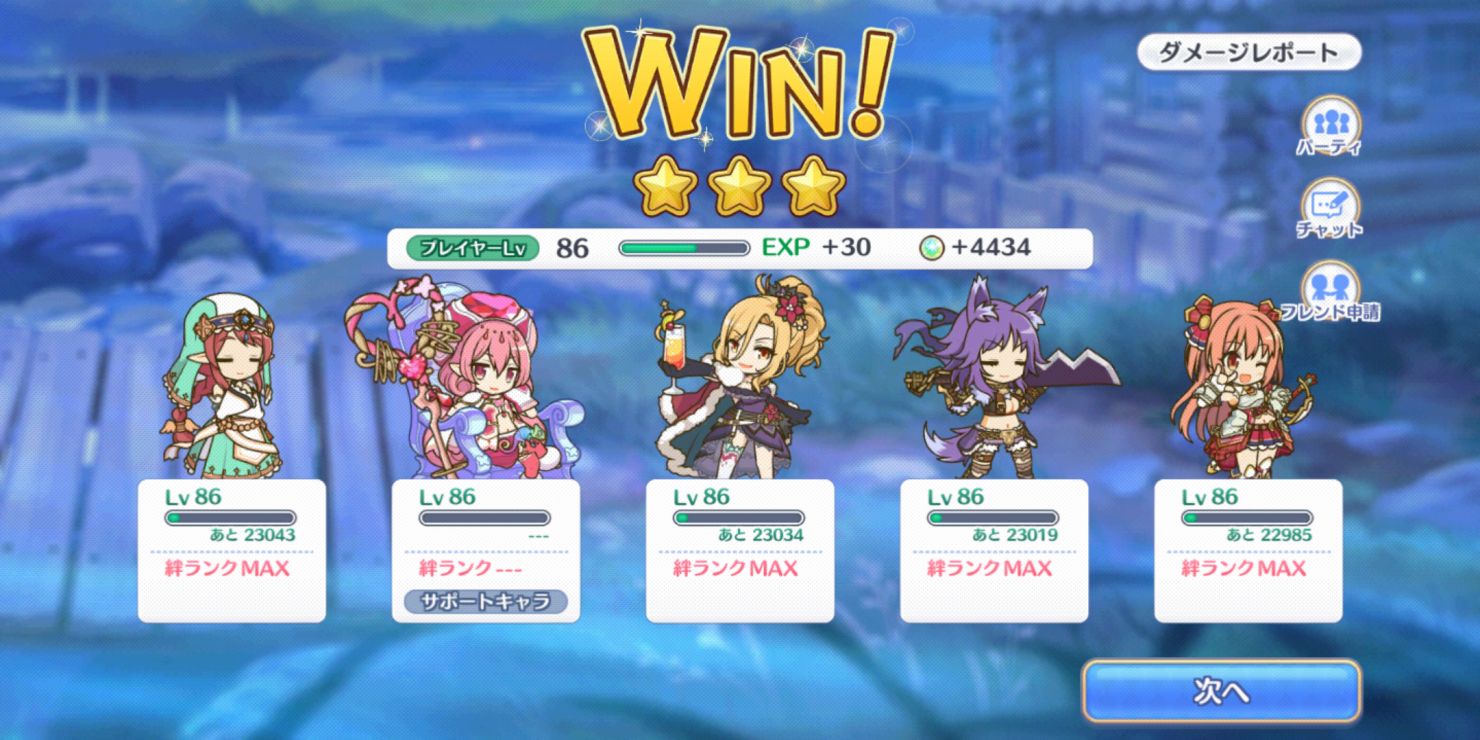 WIN!
ダメージレポート
パーティ
チャット
フレンド申請
プレイヤーLv 86 EXP +30 +4434
Lv 86
あと 23043
絆ランクMAX
Lv 86
---
絆ランク---
サポートキャラ
Lv 86
あと 23034
絆ランクMAX
Lv 86
あと 23019
絆ランクMAX
Lv 86
あと 22985
絆ランクMAX
次へ